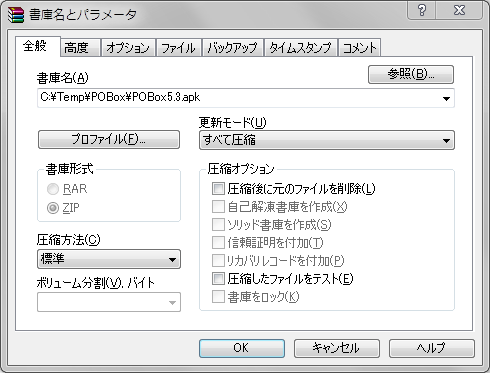 書庫名とパラメータ
全般 高度 オプション ファイル バックアップ タイムスタンプ コメント
書庫名(A)
参照(B)...
C:¥Temp¥POBox¥POBox5.3.apk
更新モード(U)
プロファイル(F)...
すべて圧縮
書庫形式
RAR
ZIP
圧縮方法(C)
標準
ボリューム分割(V), バイト
圧縮オプション
圧縮後に元のファイルを削除(L)
自己解凍書庫を作成(X)
ソリッド書庫を作成(S)
信頼証明を付加(T)
リカバリレコードを付加(P)
圧縮したファイルをテスト(E)
書庫をロック(K)
OK キャンセル ヘルプ